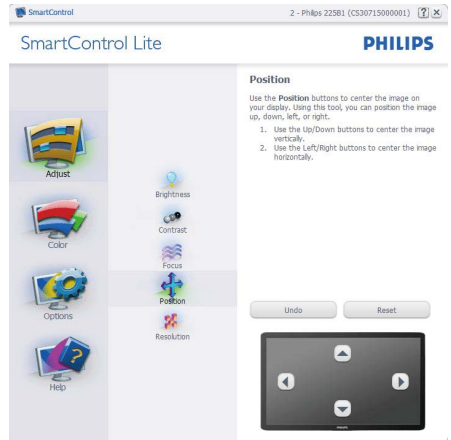 SmartControl
2 - Philips 225B1 (CS30715000001)
SmartControl Lite
PHILIPS
Adjust
Color
Options
Help
Brightness
Contrast
Focus
Position
Resolution
Position
Use the Position buttons to center the image on
your display. Using this tool, you can position the image
up, down, left, or right.
1. Use the Up/Down buttons to center the image
vertically.
2. Use the Left/Right buttons to center the image
horizontally.
Undo
Reset
PHILIPS